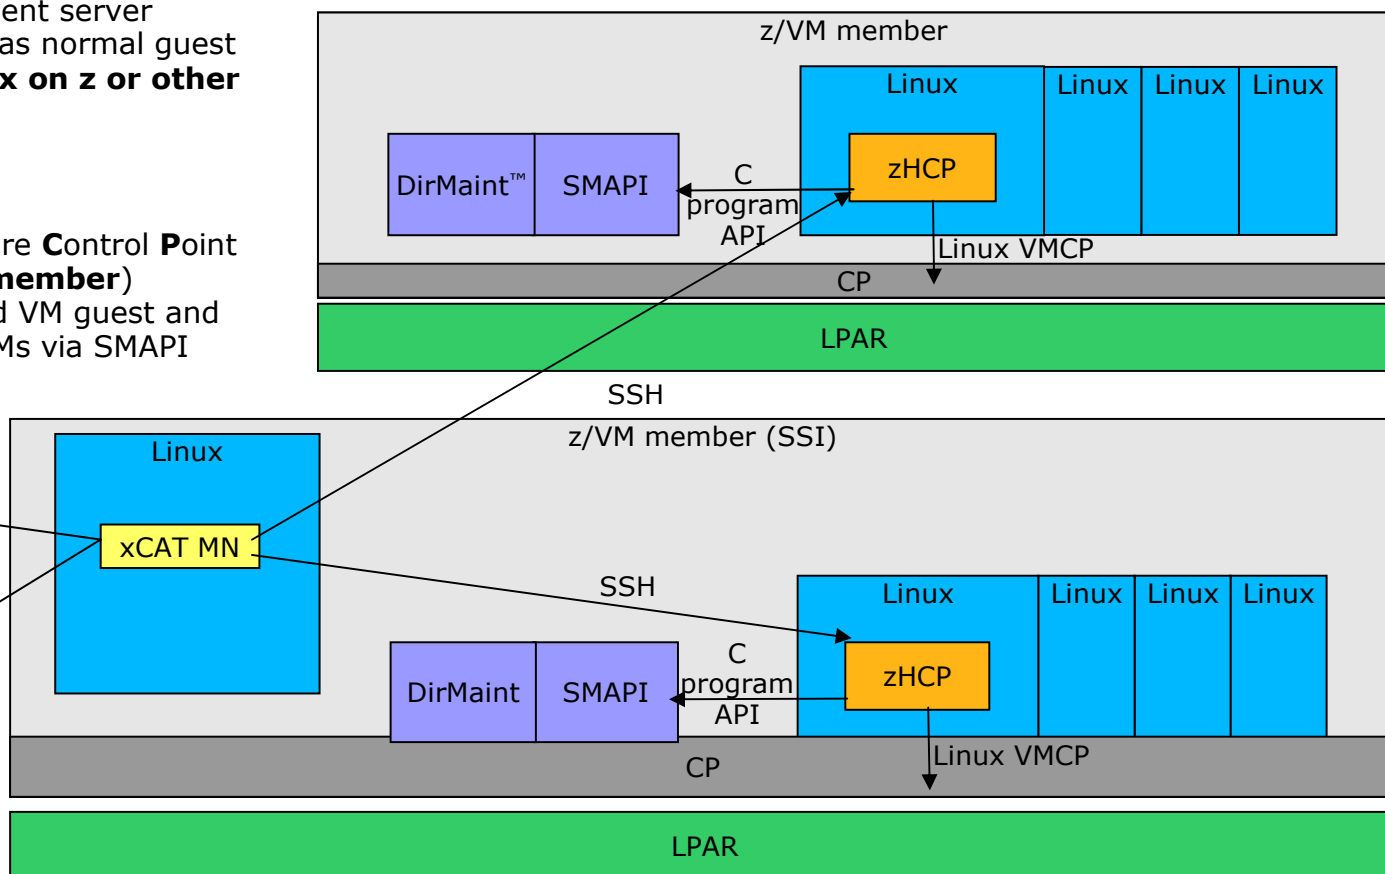 ent server
as normal guest
x on z or other
re Control Point
member)
d VM guest and
Ms via SMAPI
z/VM member
Linux
Linux
Linux
Linux
zHCP
DirMaint™
SMAPI
C
program
API
Linux VMCP
CP
LPAR
SSH
z/VM member (SSI)
Linux
xCAT MN
SSH
Linux
Linux
Linux
Linux
zHCP
DirMaint
SMAPI
C
program
API
Linux VMCP
CP
LPAR